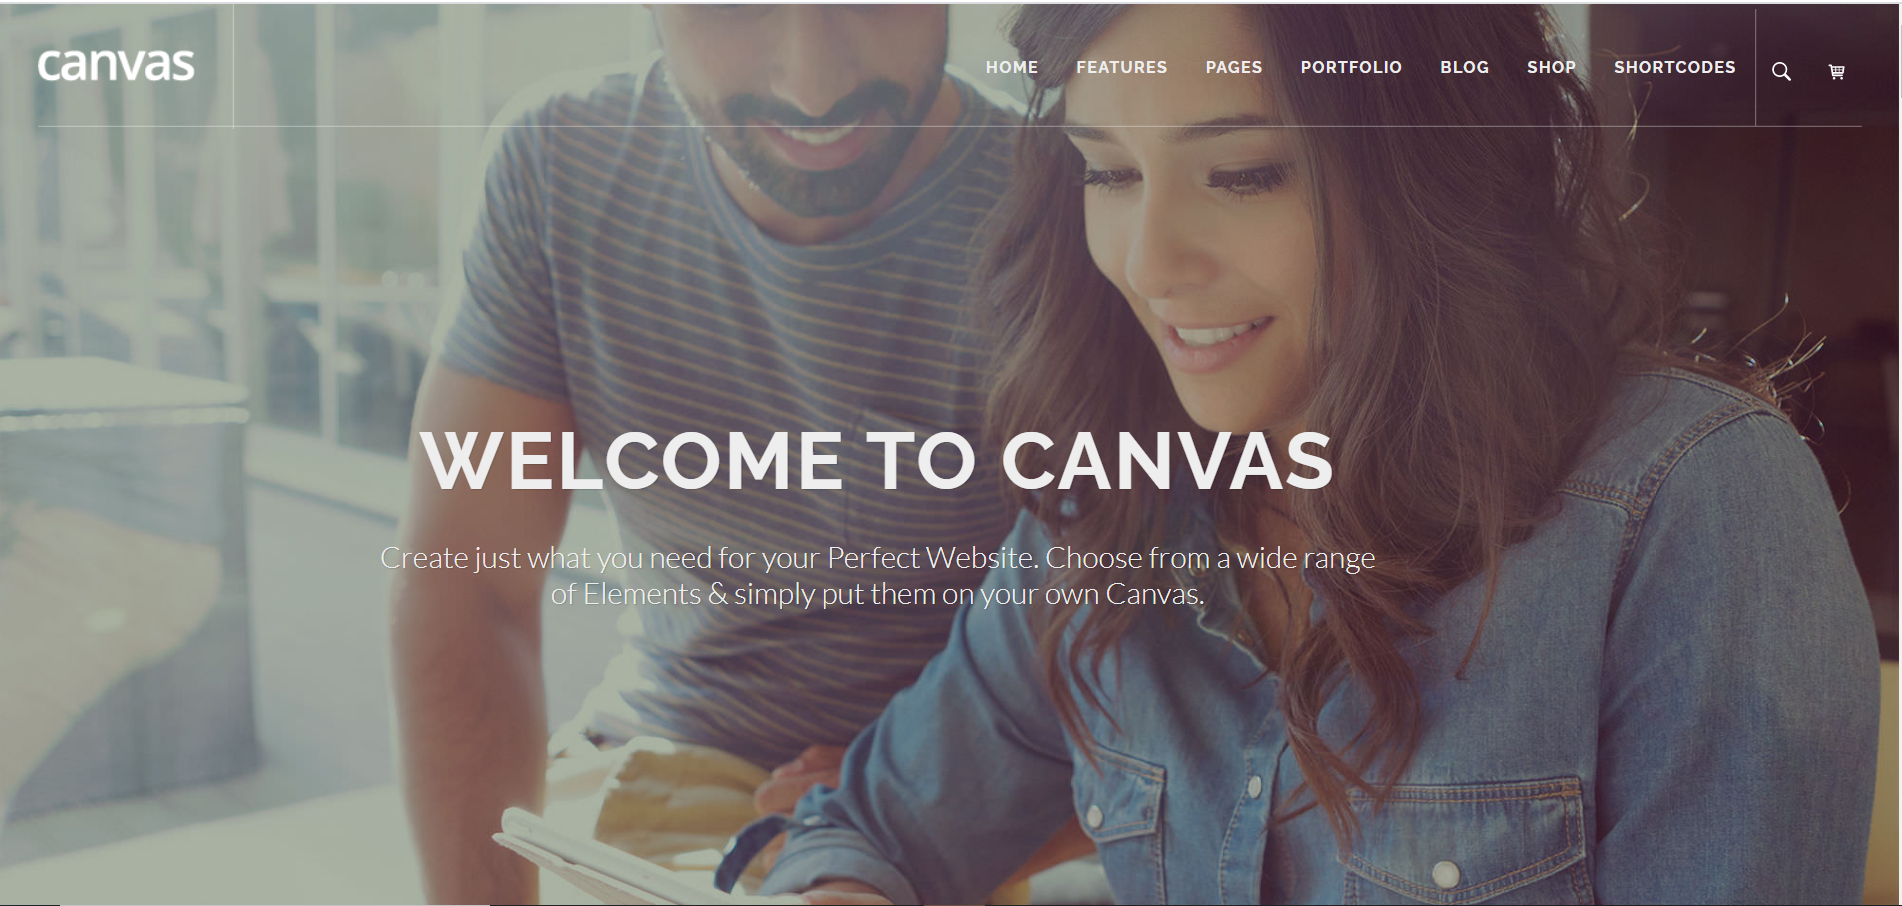 canvas
HOME FEATURES PAGES PORTFOLIO BLOG SHOP SHORTCODES
WELCOME TO CANVAS
Create just what you need for your Perfect Website. Choose from a wide range
of Elements & simply put them on your own Canvas.